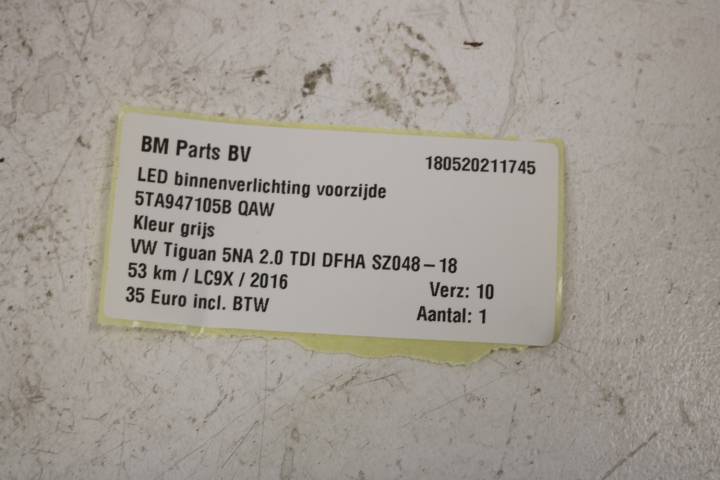 BM Parts BV 180520211745
LED binnenverlichting voorzijde
5TA947105B QAW
Kleur grijs
VW Tiguan 5NA 2.0 TDI DFHA SZ048-18
53 km / LC9X / 2016 Verz: 10
35 Euro incl. BTW Aantal: 1